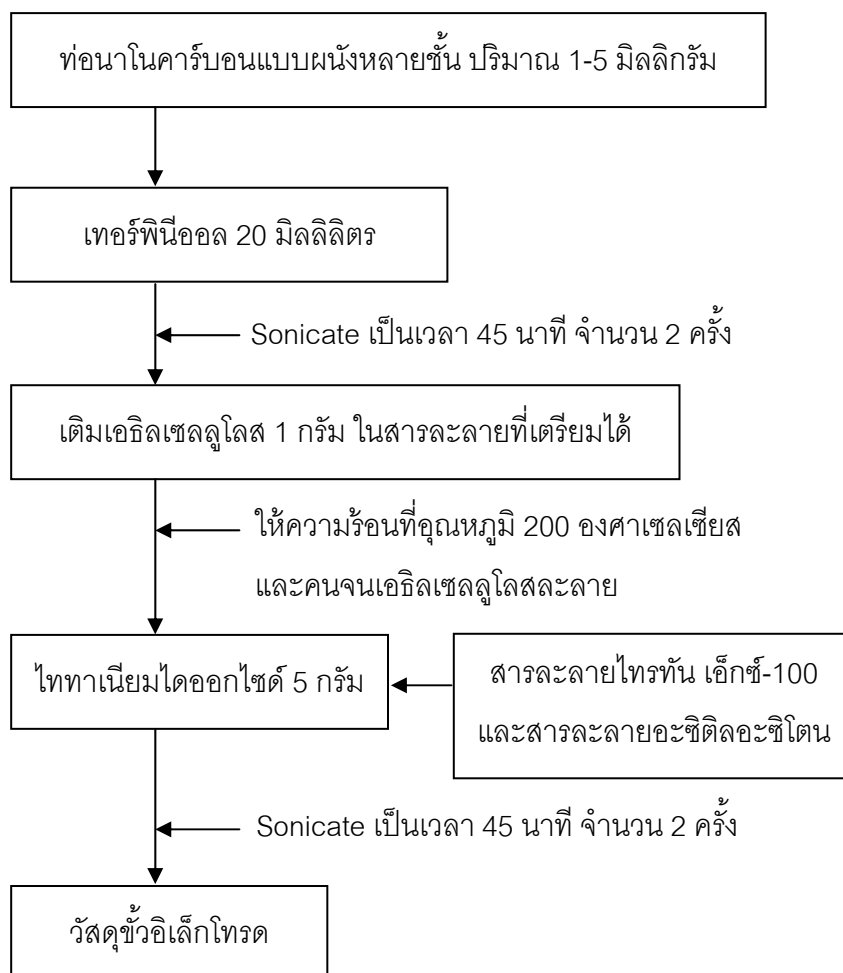 ท่อนาโนคาร์บอนแบบผนังหลายชั้น ปริมาณ 1-5 มิลลิกรัม
เทอร์พินีออล 20 มิลลิลิตร
Sonicate เป็นเวลา 45 นาที จำนวน 2 ครั้ง
เติมเอธิลเซลลูโลส 1 กรัม ในสารละลายที่เตรียมได้
ให้ความร้อนที่อุณหภูมิ 200 องศาเซลเซียส
และคนจนเอธิลเซลลูโลสละลาย
ไททาเนียมไดออกไซด์ 5 กรัม
สารละลายไทรทัน เอ็กซ์-100
และสารละลายอะซิติลอะซิโตน
Sonicate เป็นเวลา 45 นาที จำนวน 2 ครั้ง
วัสดุขั้วอิเล็กโทรด